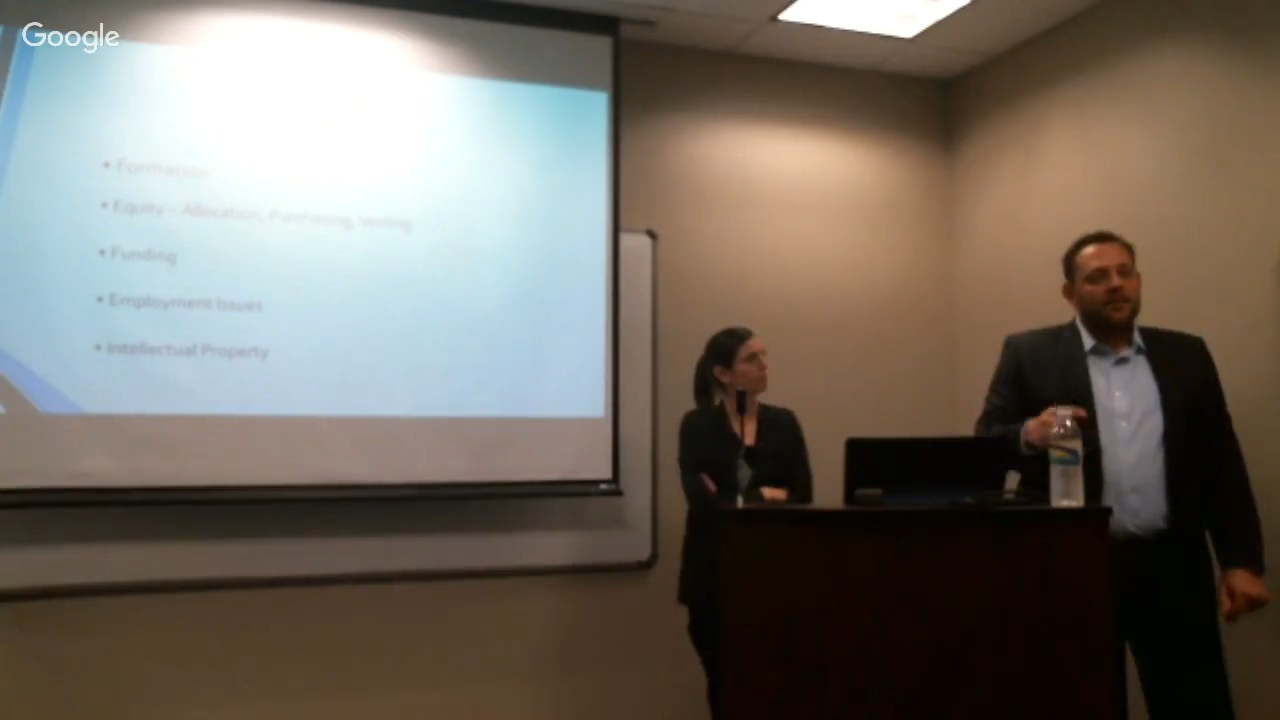 Google
• Formation
• Equity – Allocation, Purchasing, Vesting
• Funding
• Employment Issues
• Intellectual Property